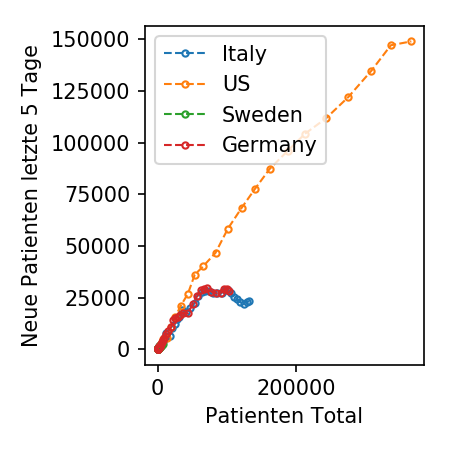 Italy
US
Sweden
Germany
150000
125000
100000
75000
50000
25000
0
Neue Patienten letzte 5 Tage
0
200000
Patienten Total